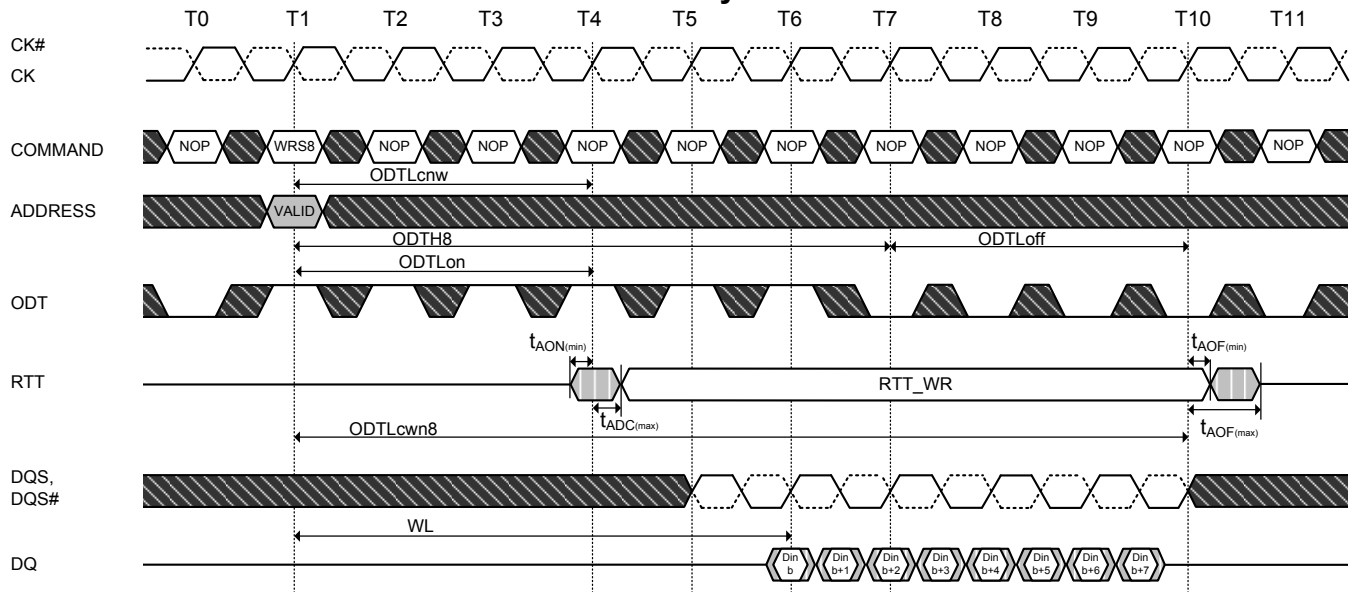 T0 T1 T2 T3 T4 T5 T6 T7 T8 T9 T10 T11
CK#
CK
COMMAND NOP WRS8 NOP NOP NOP NOP NOP NOP NOP NOP NOP NOP
ODTLcnw
ADDRESS VALID
ODTH8 ODTLoff
ODTLon
ODT
tAON(min) tAOF(min)
RTT RTT_WR
tADC(max) tAOF(max)
ODTLcwn8
DQS,
DQS#
WL
DQ Din b Din b+1 Din b+2 Din b+3 Din b+4 Din b+5 Din b+6 Din b+7